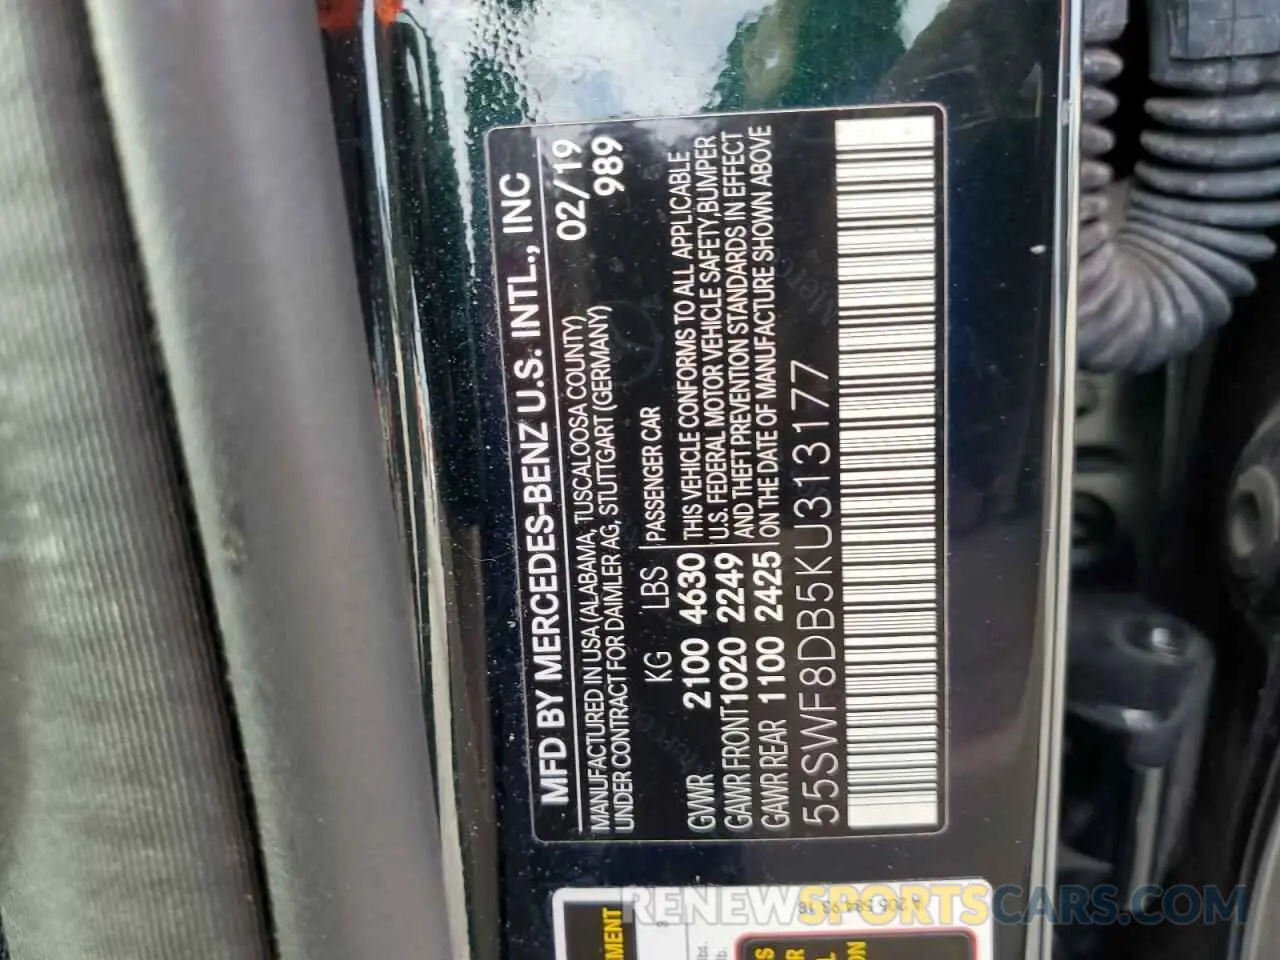 MFD BY MERCEDES-BENZ U.S. INTL., INC
MANUFACTURED IN USA (ALABAMA, TUSCALOOSA COUNTY) 02/19
UNDER CONTRACT FOR DAIMLER AG, STUTTGART (GERMANY) 989
KG LBS PASSENGER CAR
GVWR 2100 4630 THIS VEHICLE CONFORMS TO ALL APPLICABLE
GAWR FRONT 1020 2249 U.S. FEDERAL MOTOR VEHICLE SAFETY, BUMPER
AND THEFT PREVENTION STANDARDS IN EFFECT
GAWR REAR 1100 2425 ON THE DATE OF MANUFACTURE SHOWN ABOVE
55SWF8DB5KU313177
RENEWSPORTSCARS.COM